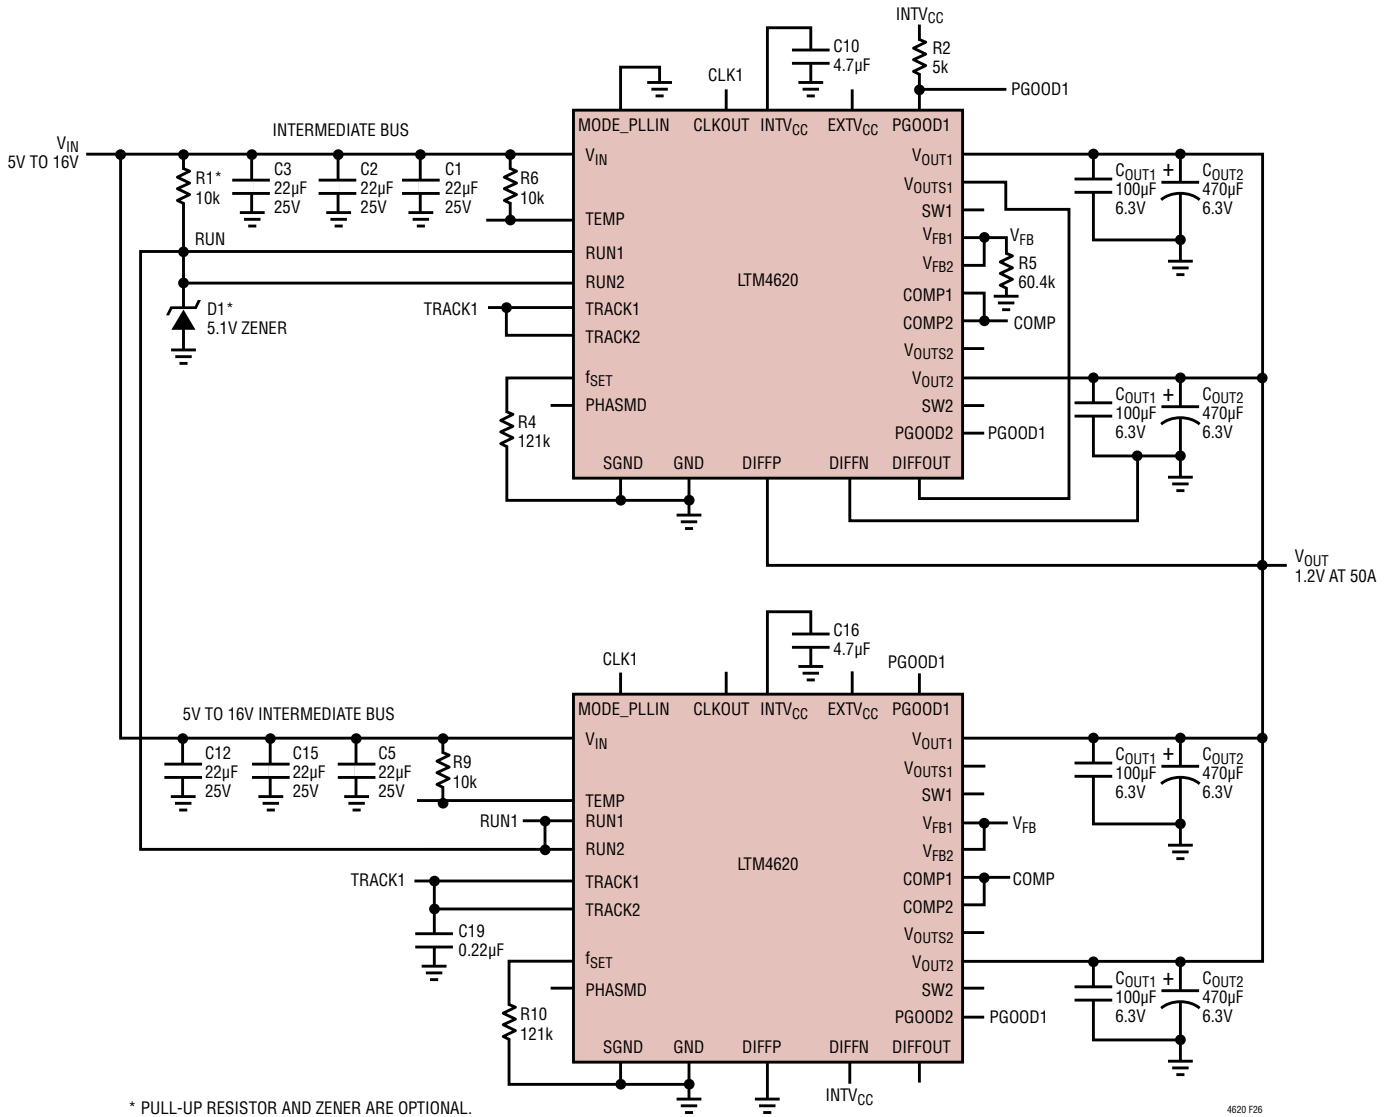 INTVCC
R2
5k
PGOOD1
C10
4.7µF
CLK1
MODE_PLLIN CLKOUT INTVCC EXTVCC PGOOD1
VIN
5V TO 16V
INTERMEDIATE BUS
R1*
10k
C3
22µF
25V
C2
22µF
25V
C1
22µF
25V
R6
10k
VIN
TEMP
RUN
RUN1
RUN2
D1*
5.1V ZENER
TRACK1
TRACK1
TRACK2
fSET
PHASMD
R4
121k
SGND GND DIFFP DIFFN DIFFOUT
LTM4620
VOUT1
VOUTS1
SW1
VFB1
VFB2
COMP1
COMP2
VOUTS2
VOUT2
SW2
PGOOD2
VFB
R5
60.4k
COMP
PGOOD1
COUT1
100µF
6.3V
+
COUT2
470µF
6.3V
COUT1
100µF
6.3V
+
COUT2
470µF
6.3V
VOUT
1.2V AT 50A
C16
4.7µF
CLK1
PGOOD1
MODE_PLLIN CLKOUT INTVCC EXTVCC PGOOD1
5V TO 16V INTERMEDIATE BUS
C12
22µF
25V
C15
22µF
25V
C5
22µF
25V
R9
10k
VIN
TEMP
RUN1
RUN1
RUN2
TRACK1
TRACK1
TRACK2
C19
0.22µF
fSET
PHASMD
R10
121k
SGND GND DIFFP DIFFN DIFFOUT
INTVCC
LTM4620
VOUT1
VOUTS1
SW1
VFB1
VFB2
COMP1
COMP2
VOUTS2
VOUT2
SW2
PGOOD2
VFB
COMP
PGOOD1
COUT1
100µF
6.3V
+
COUT2
470µF
6.3V
COUT1
100µF
6.3V
+
COUT2
470µF
6.3V
* PULL-UP RESISTOR AND ZENER ARE OPTIONAL.
4620 F26